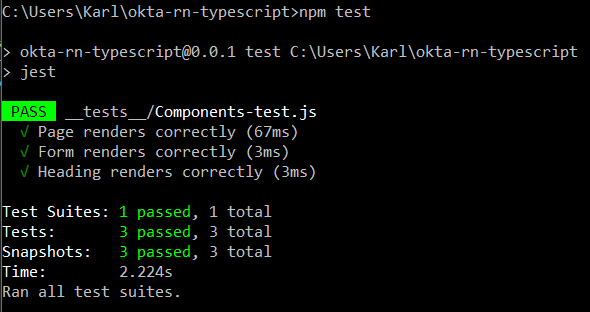 C:\Users\Karl\okta-rn-typescript>npm test
> okta-rn-typescript@0.0.1 test C:\Users\Karl\okta-rn-typescript
> jest
PASS __tests__/Components-test.js
√ Page renders correctly (67ms)
√ Form renders correctly (3ms)
√ Heading renders correctly (3ms)
Test Suites: 1 passed, 1 total
Tests:       3 passed, 3 total
Snapshots:   3 passed, 3 total
Time:        2.224s
Ran all test suites.